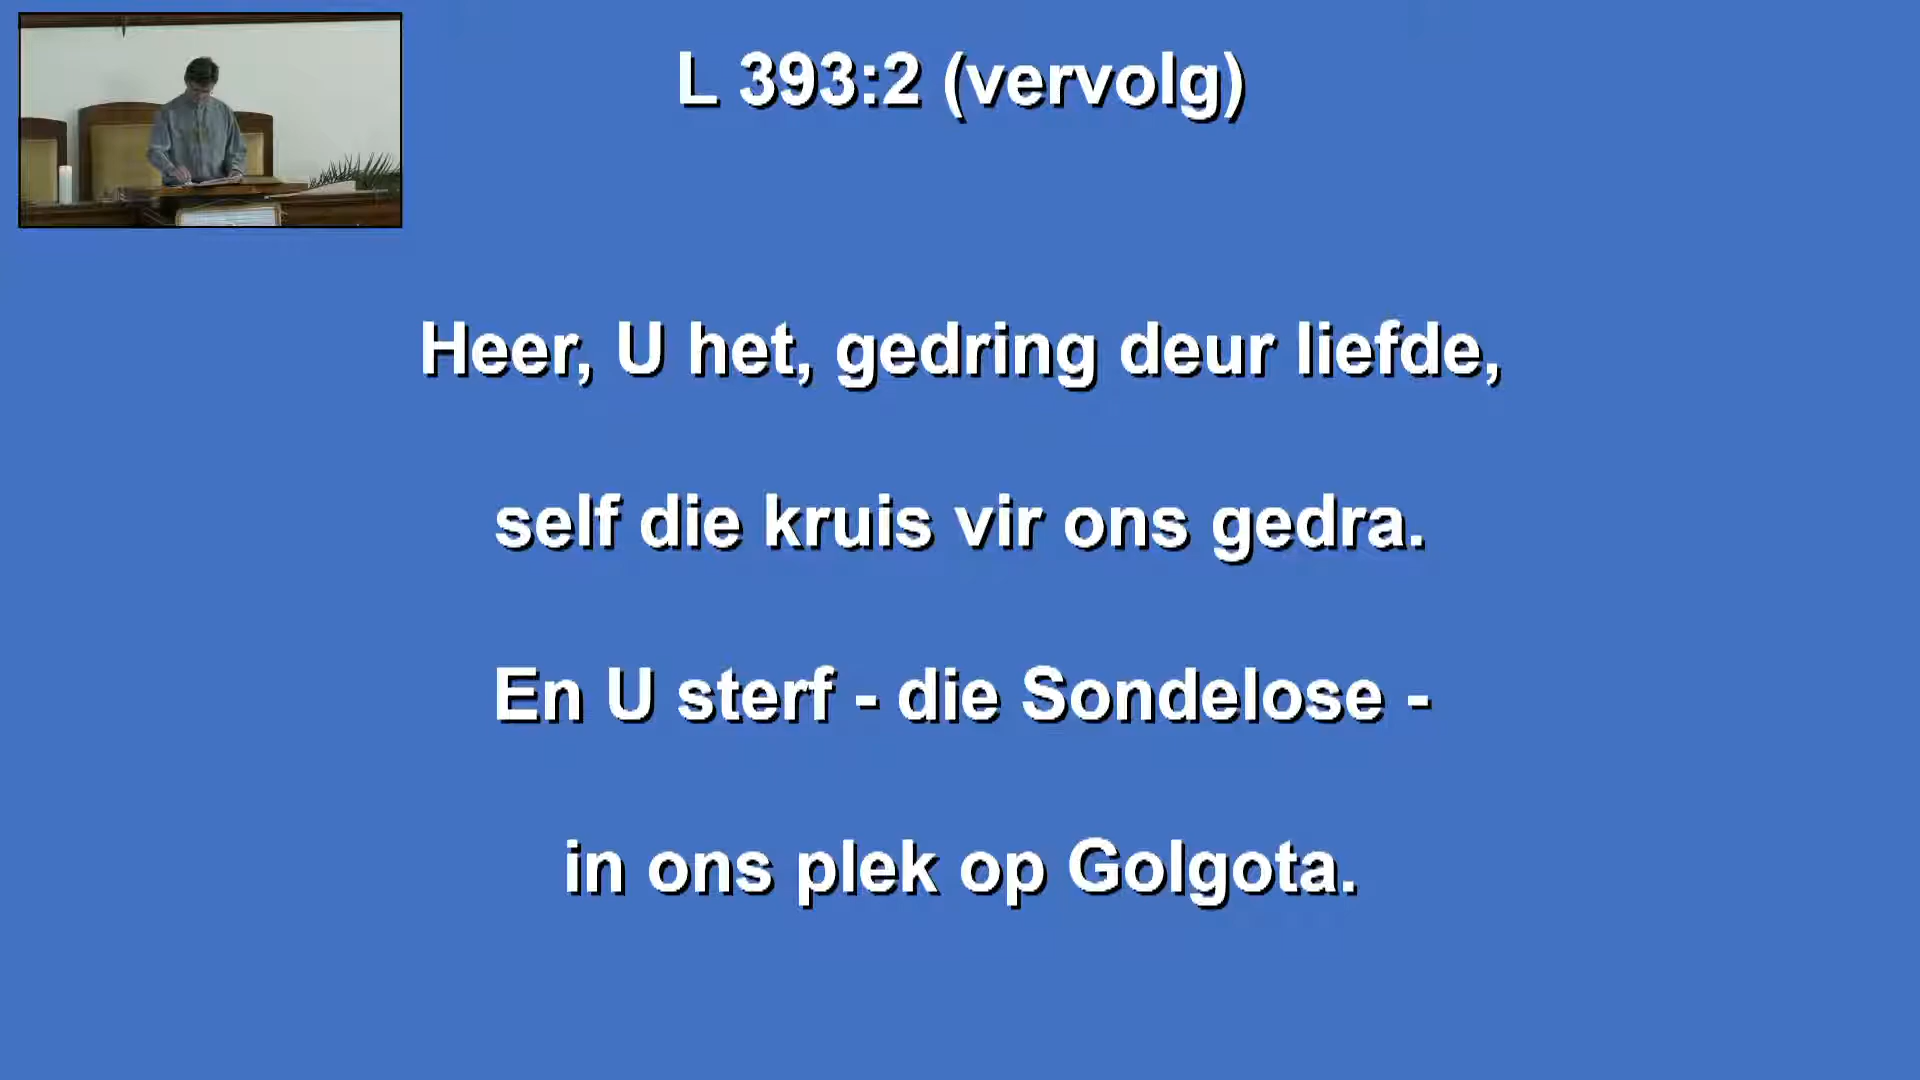 L 393:2 (vervolg)
Heer, U het, gedring deur liefde,
self die kruis vir ons gedra.
En U sterf - die Sondelose -
in ons plek op Golgota.